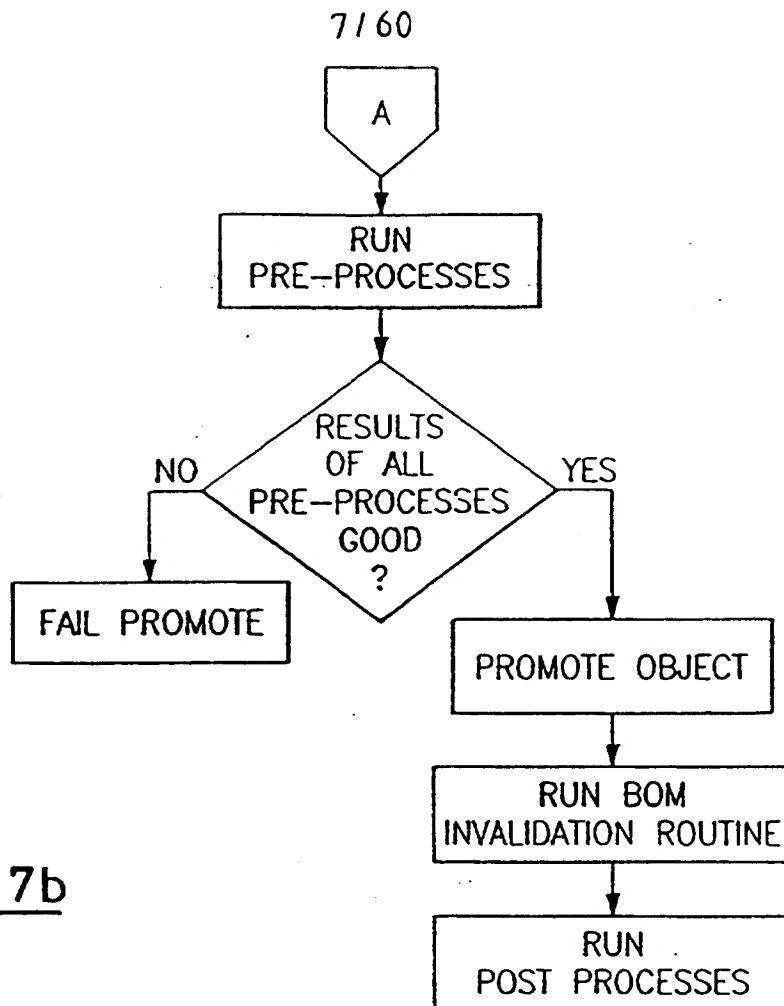 7/60
A
RUN
PRE-PROCESSES
RESULTS
OF ALL
PRE-PROCESSES
GOOD
?
NO
YES
FAIL PROMOTE
PROMOTE OBJECT
RUN BOM
INVALIDATION ROUTINE
7b
RUN
POST PROCESSES